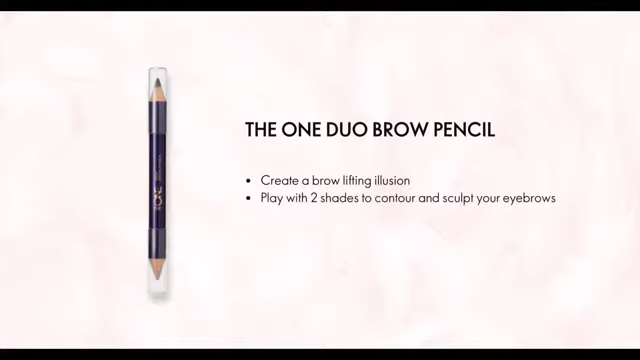 THE ONE DUO BROW PENCIL
• Create a brow lifting illusion
• Play with 2 shades to contour and sculpt your eyebrows
ONE